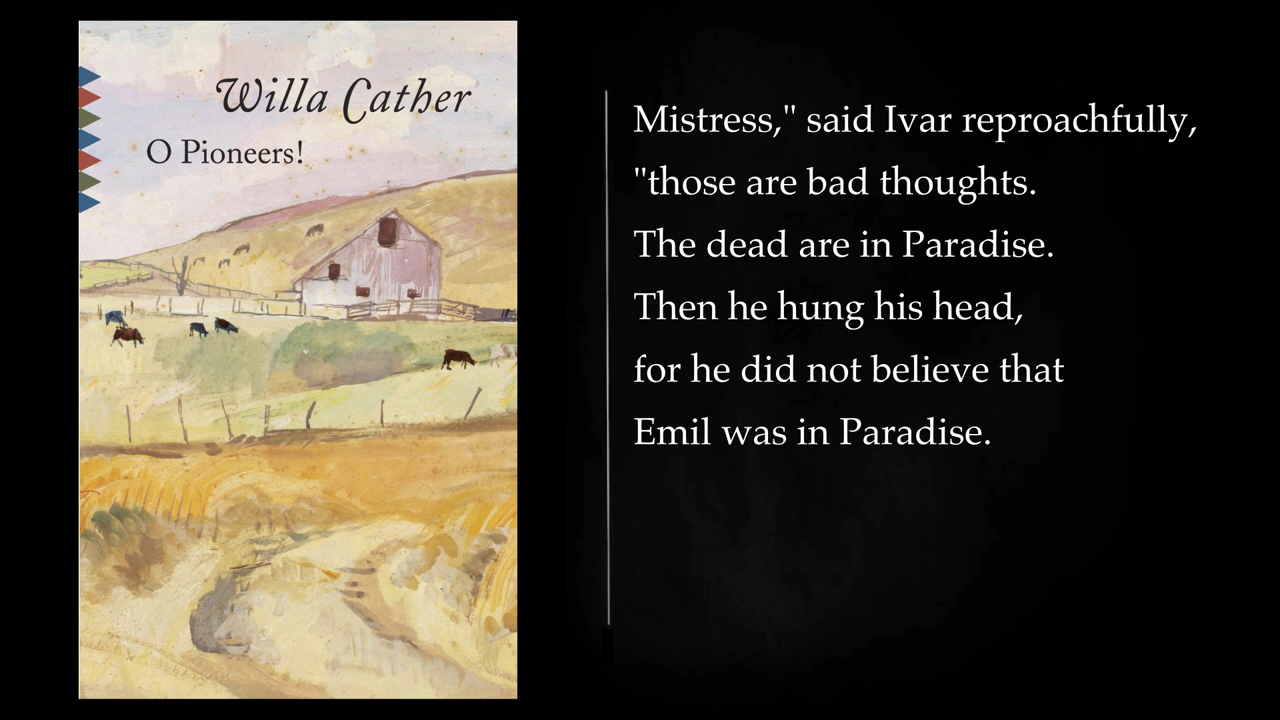 Willa Cather
O Pioneers!
Mistress," said Ivar reproachfully,
"those are bad thoughts.
The dead are in Paradise.
Then he hung his head,
for he did not believe that
Emil was in Paradise.